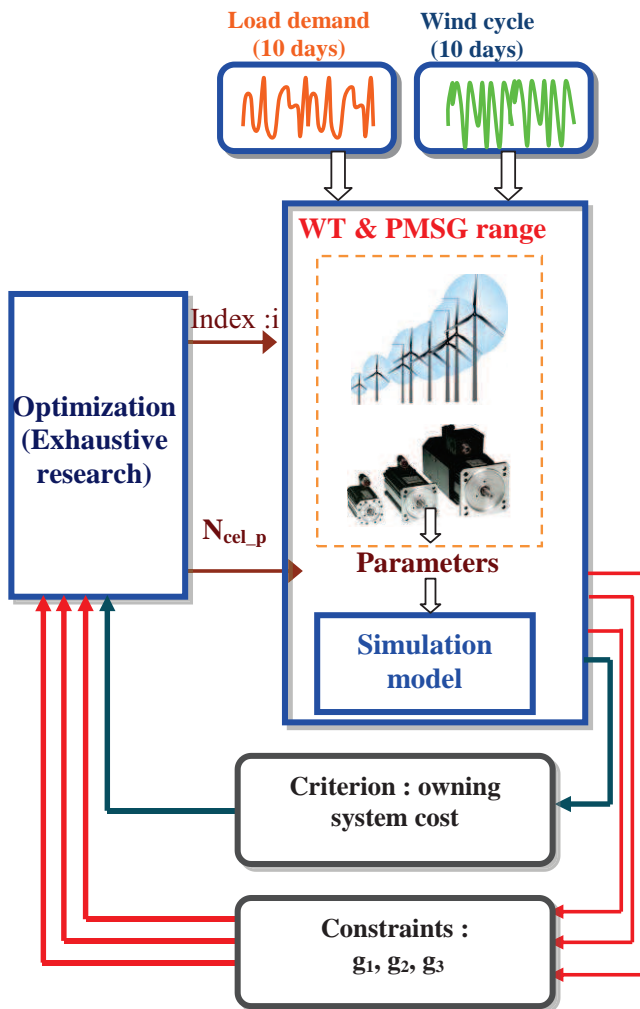 Load demand
(10 days)
Wind cycle
(10 days)
WT & PMSG range
Index :i
Optimization
(Exhaustive
research)
N_cel_p
Parameters
Simulation
model
Criterion : owning
system cost
Constraints :
g₁, g₂, g₃